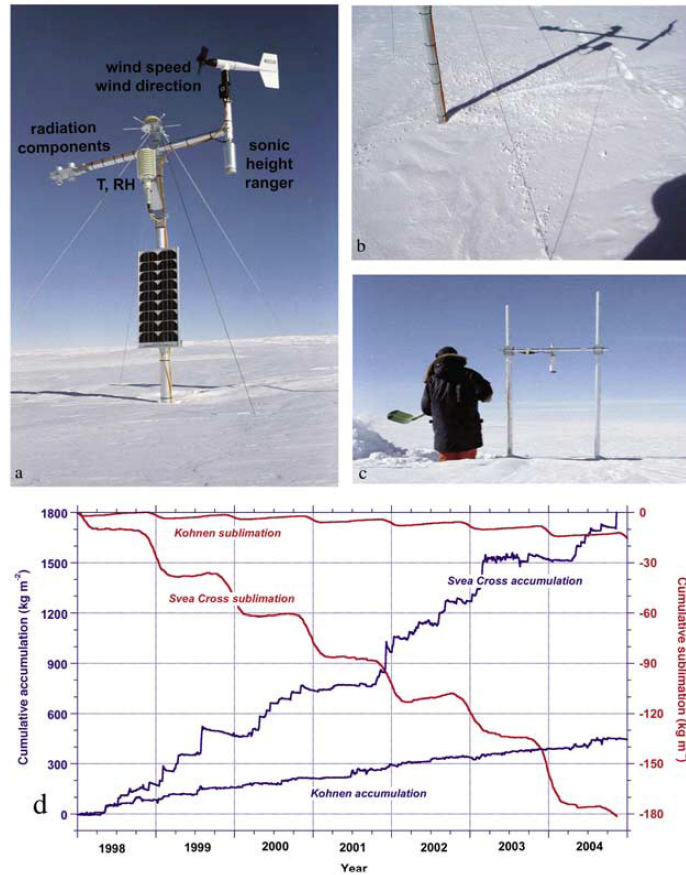 wind speed
wind direction
radiation
components
T, RH
sonic
height
ranger
a
b
c
d
Cumulative accumulation (kg m-2)
1800
1500
1200
900
600
300
0
Kohnen sublimation
Svea Cross accumulation
Svea Cross sublimation
Kohnen accumulation
0
-30
-60
-90
-120
-150
-180
Cumulative sublimation (kg m-2)
1998
1999
2000
2001
2002
2003
2004
Year